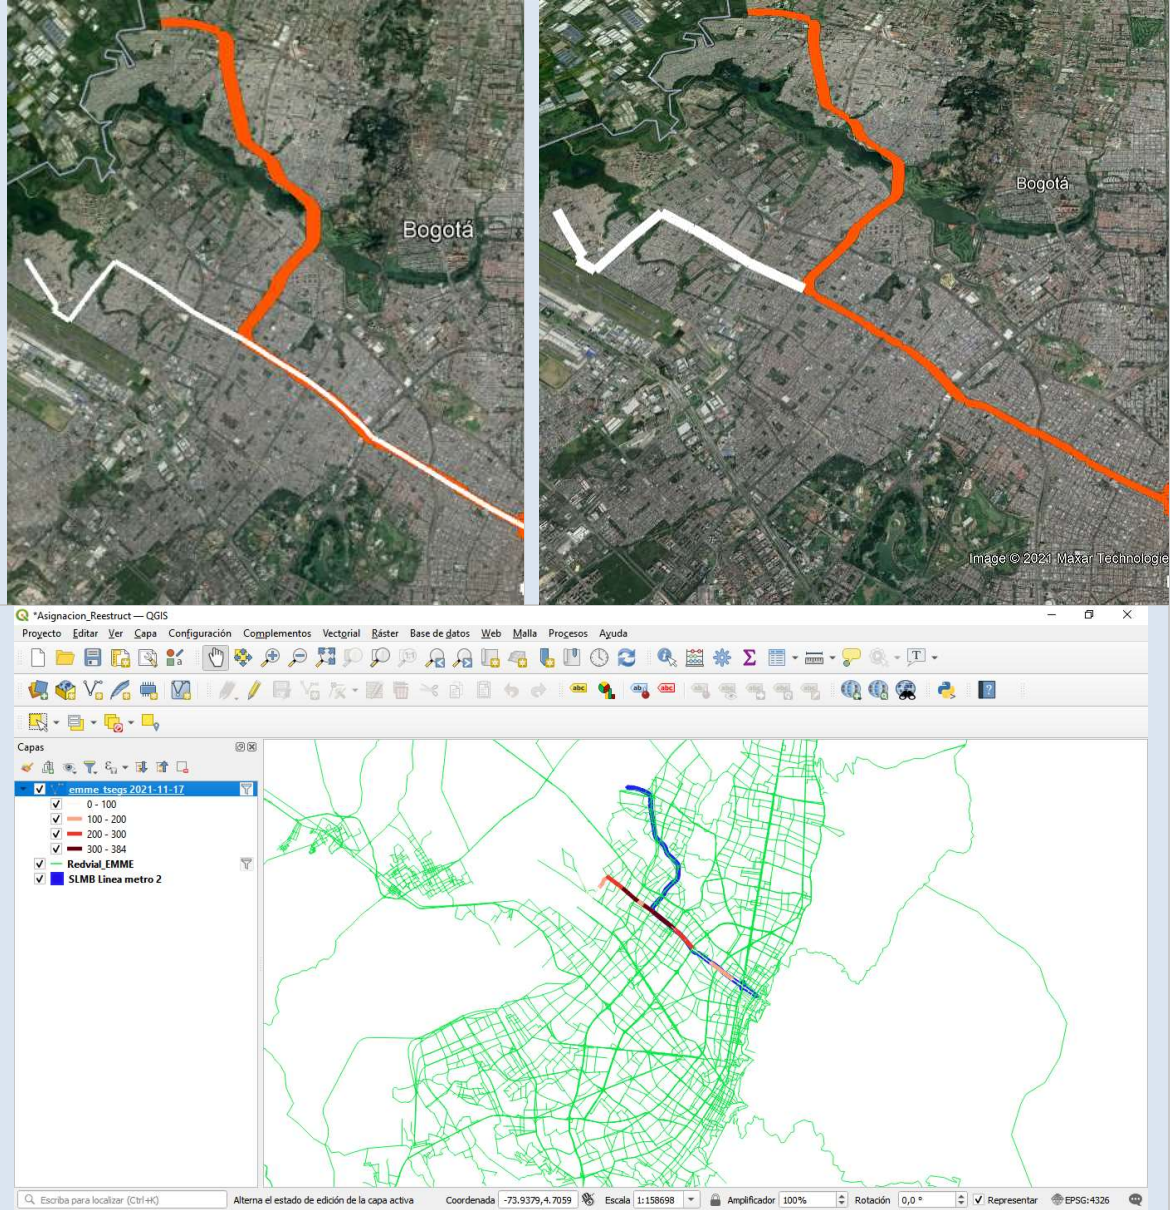 Bogotá
Bogotá
Image © 2021 Maxar Technologie
*Asignacion_Reestruct — QGIS
Proyecto Editar Ver Capa Configuración Complementos Vectorial Ráster Base de datos Web Malla Procesos Ayuda
Capas
emme_tsegs 2021-11-17
0 - 100
100 - 200
200 - 300
300 - 384
Redvial_EMME
SLMB Linea metro 2
Escriba para localizar (Ctrl+K) Alterna el estado de edición de la capa activa Coordenada -73.9379,4.7059 Escala 1:158698 Amplificador 100% Rotación 0,0 ° Representar EPSG:4326